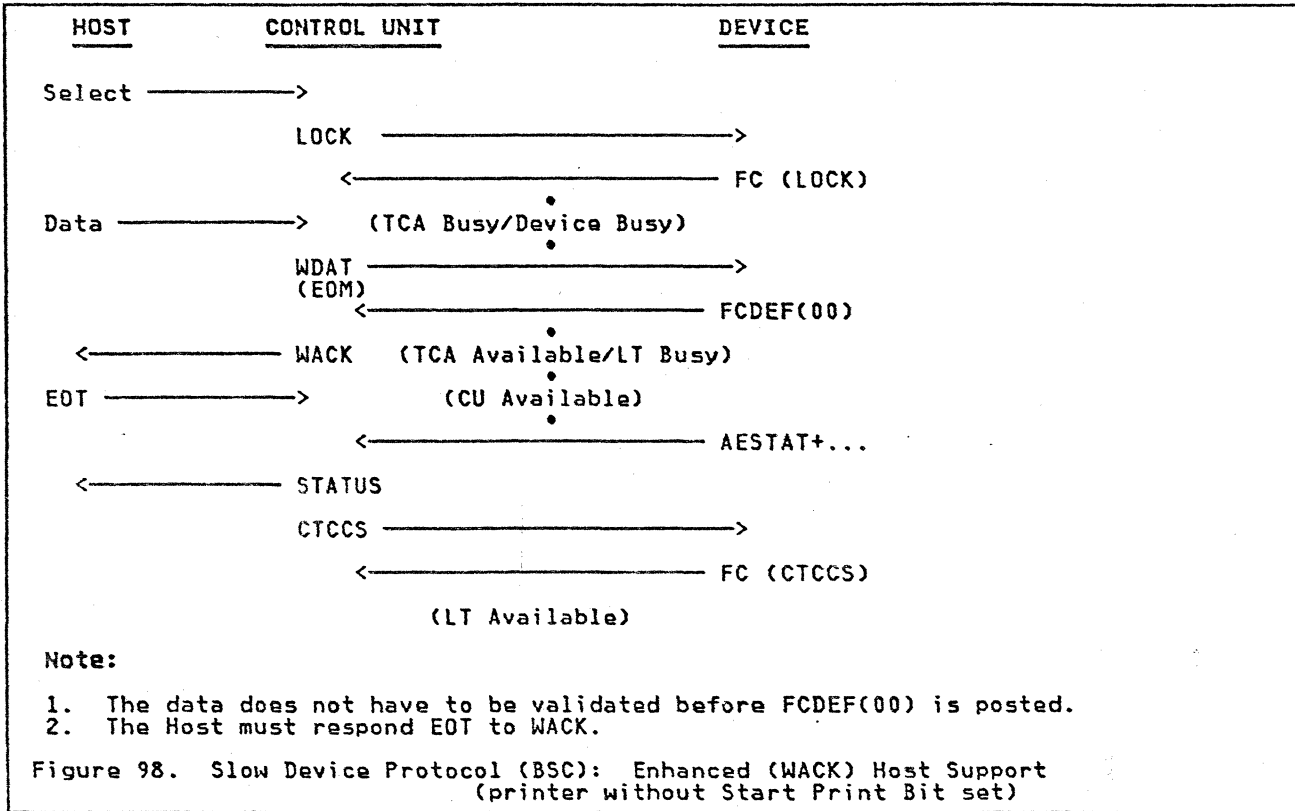 HOST CONTROL UNIT DEVICE
Select ————>
LOCK ————>
<———— FC (LOCK)
Data ————> (TCA Busy/Device Busy)
WDAT ————>
(EOM)
<———— FCDEF(00)
<———— WACK (TCA Available/LT Busy)
EOT ————> (CU Available)
<———— AESTAT+...
<———— STATUS
CTCCS ————>
<———— FC (CTCCS)
(LT Available)
Note:
1. The data does not have to be validated before FCDEF(00) is posted.
2. The Host must respond EOT to WACK.
Figure 98. Slow Device Protocol (BSC): Enhanced (WACK) Host Support
(printer without Start Print Bit set)